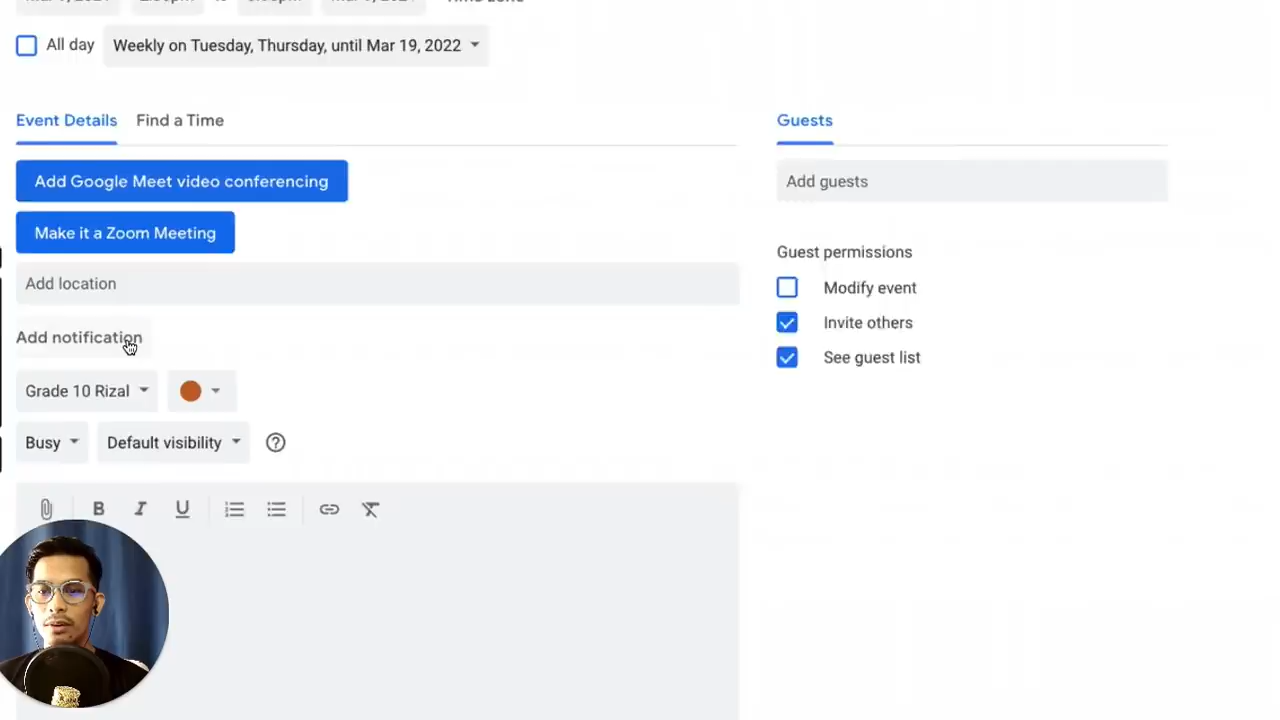 All day Weekly on Tuesday, Thursday, until Mar 19, 2022
Event Details Find a Time
Guests
Add Google Meet video conferencing
Add guests
Make it a Zoom Meeting
Guest permissions
Add location
Modify event
Invite others
Add notification
See guest list
Grade 10 Rizal
Busy Default visibility
B I U